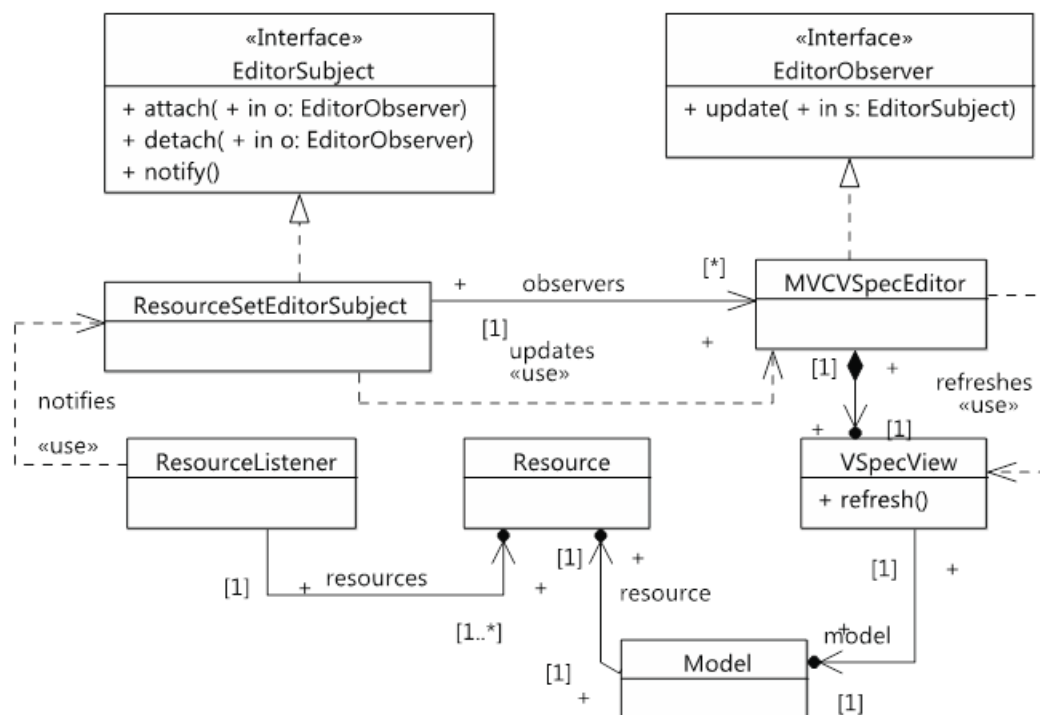 «Interface»
EditorSubject
+ attach( + in o: EditorObserver)
+ detach( + in o: EditorObserver)
+ notify()
«Interface»
EditorObserver
+ update( + in s: EditorSubject)
ResourceSetEditorSubject
+
observers
[*]
[1]
+
MVCVSpecEditor
updates
«use»
[1]
+
refreshes
«use»
+
[1]
notifies
«use»
ResourceListener
Resource
VSpecView
+ refresh()
[1]
+
resources
+
[1..*]
[1]
+
resource
[1]
+
[1]
+
+
model
[1]
Model